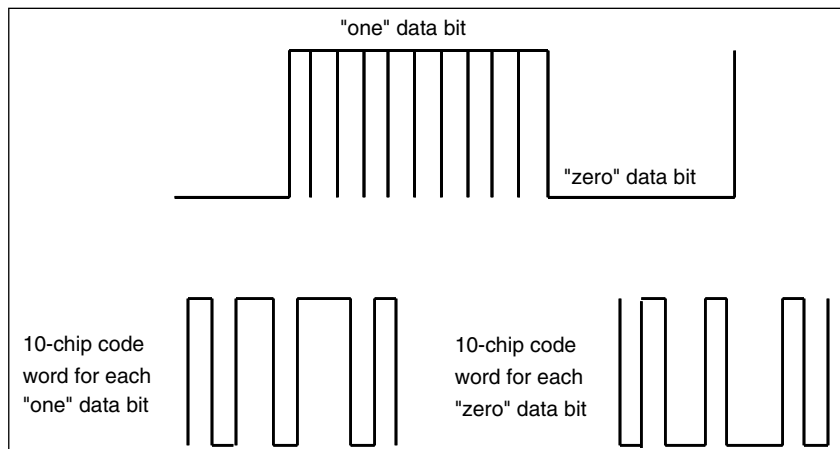 "one" data bit
"zero" data bit
10-chip code
word for each
"one" data bit
10-chip code
word for each
"zero" data bit